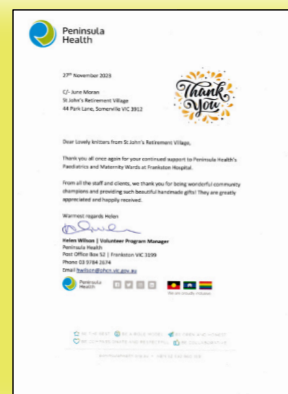 Peninsula
Health
27th November 2023
C/- June Moran
St John's Retirement Village
44 Park Lane, Somerville VIC 3912
Thank
You
Dear Lovely knitters from St John's Retirement Village,
Thank you all once again for your continued support to Peninsula Health's
Paediatrics and Maternity Wards at Frankston Hospital.
From all the staff and clients, we thank you for being wonderful community
champions and providing such beautiful handmade gifts! They are greatly
appreciated and happily received.
Warmest regards Helen
Helen Wilson | Volunteer Program Manager
Peninsula Health
Post Office Box 52 | Frankston VIC 3199
Phone 03 9784 2674
Email
Peninsula
Health